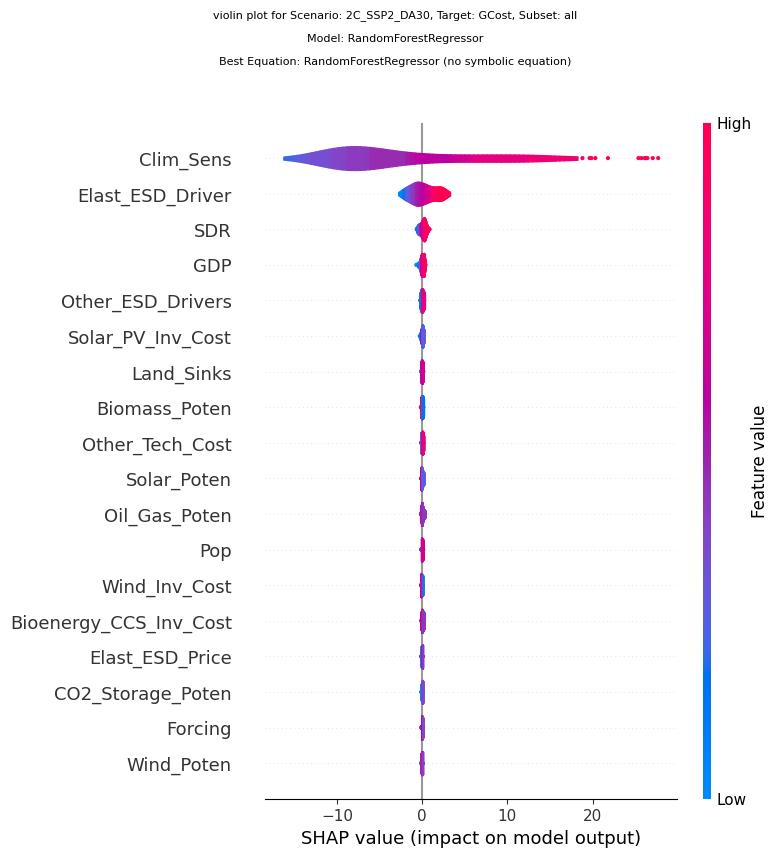 violin plot for Scenario: 2C_SSP2_DA30, Target: GCost, Subset: all
Model: RandomForestRegressor
Best Equation: RandomForestRegressor (no symbolic equation)
High
Clim_Sens
Elast_ESD_Driver
SDR
GDP
Other_ESD_Drivers
Solar_PV_Inv_Cost
Land_Sinks
Biomass_Poten
Other_Tech_Cost
Solar_Poten
Oil_Gas_Poten
Pop
Wind_Inv_Cost
Bioenergy_CCS_Inv_Cost
Elast_ESD_Price
CO2_Storage_Poten
Forcing
Wind_Poten
Feature value
Low
−10 0 10 20
SHAP value (impact on model output)